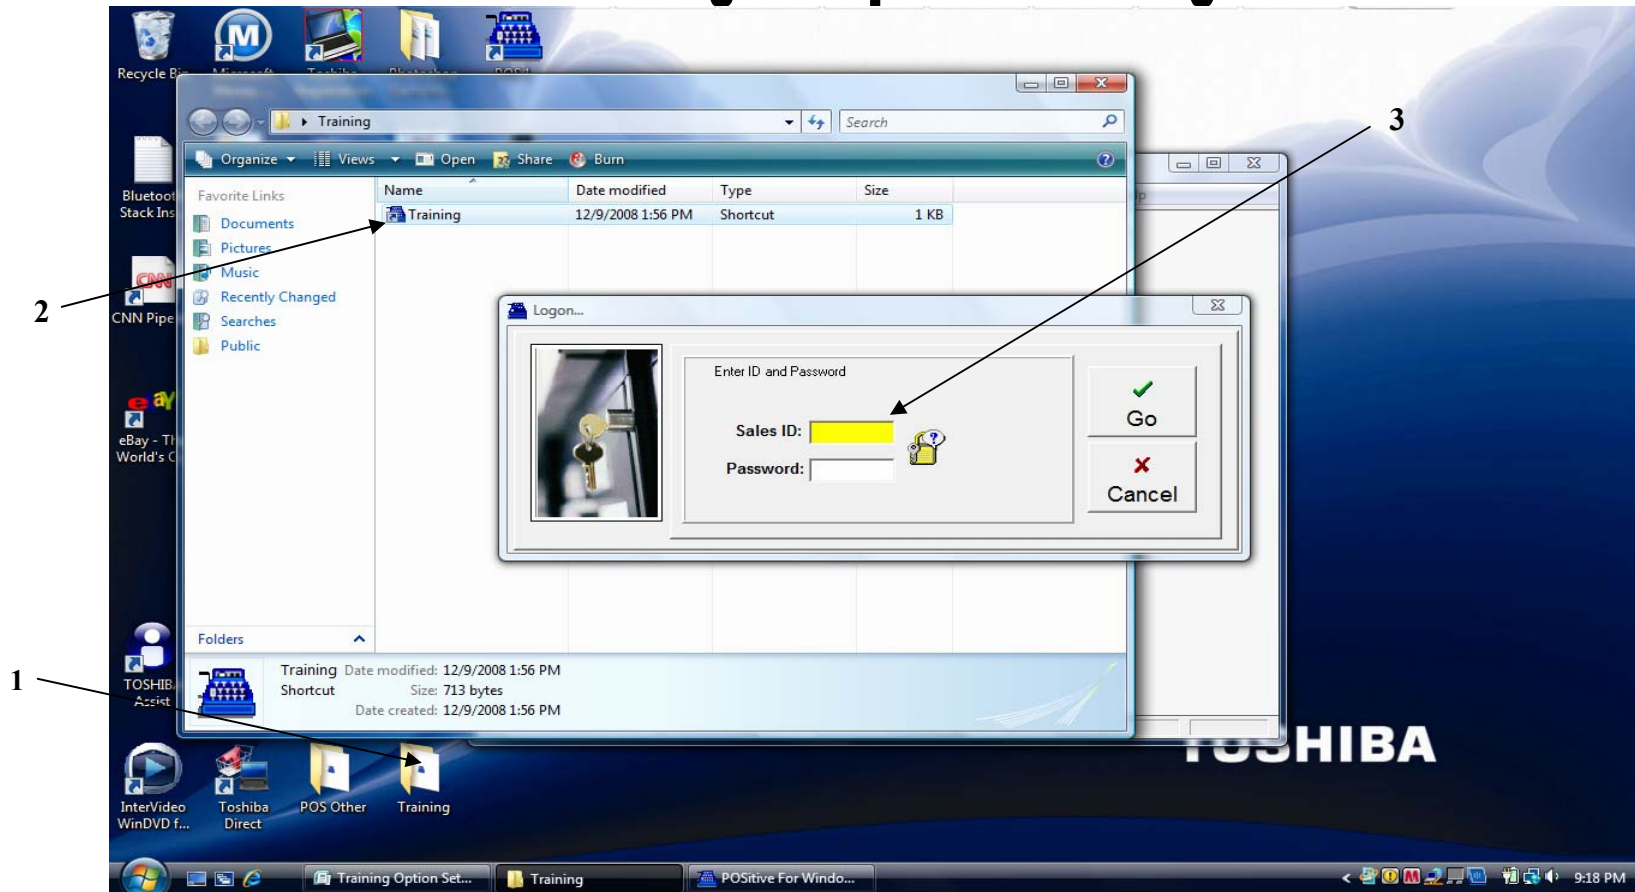 Recycle
Training
Search
3
Organize Views Open Share Burn
Name Date modified Type Size
Favorite Links
Training 12/9/2008 1:56 PM Shortcut 1 KB
Bluetoot
Stack Ins
Documents
Pictures
Music
Recently Changed
Searches
Public
2
CNN
CNN Pipe
Logon...
Enter ID and Password
Sales ID:
Password:
Go
Cancel
eBay - Th
World's C
Folders
1
TOSHIB
Assist
Training Date modified: 12/9/2008 1:56 PM
Shortcut Size: 713 bytes
Date created: 12/9/2008 1:56 PM
TOSHIBA
InterVideo
WinDVD f...
Toshiba
Direct
POS Other
Training
Training Option Set...
Training
POSitive For Windo...
9:18 PM